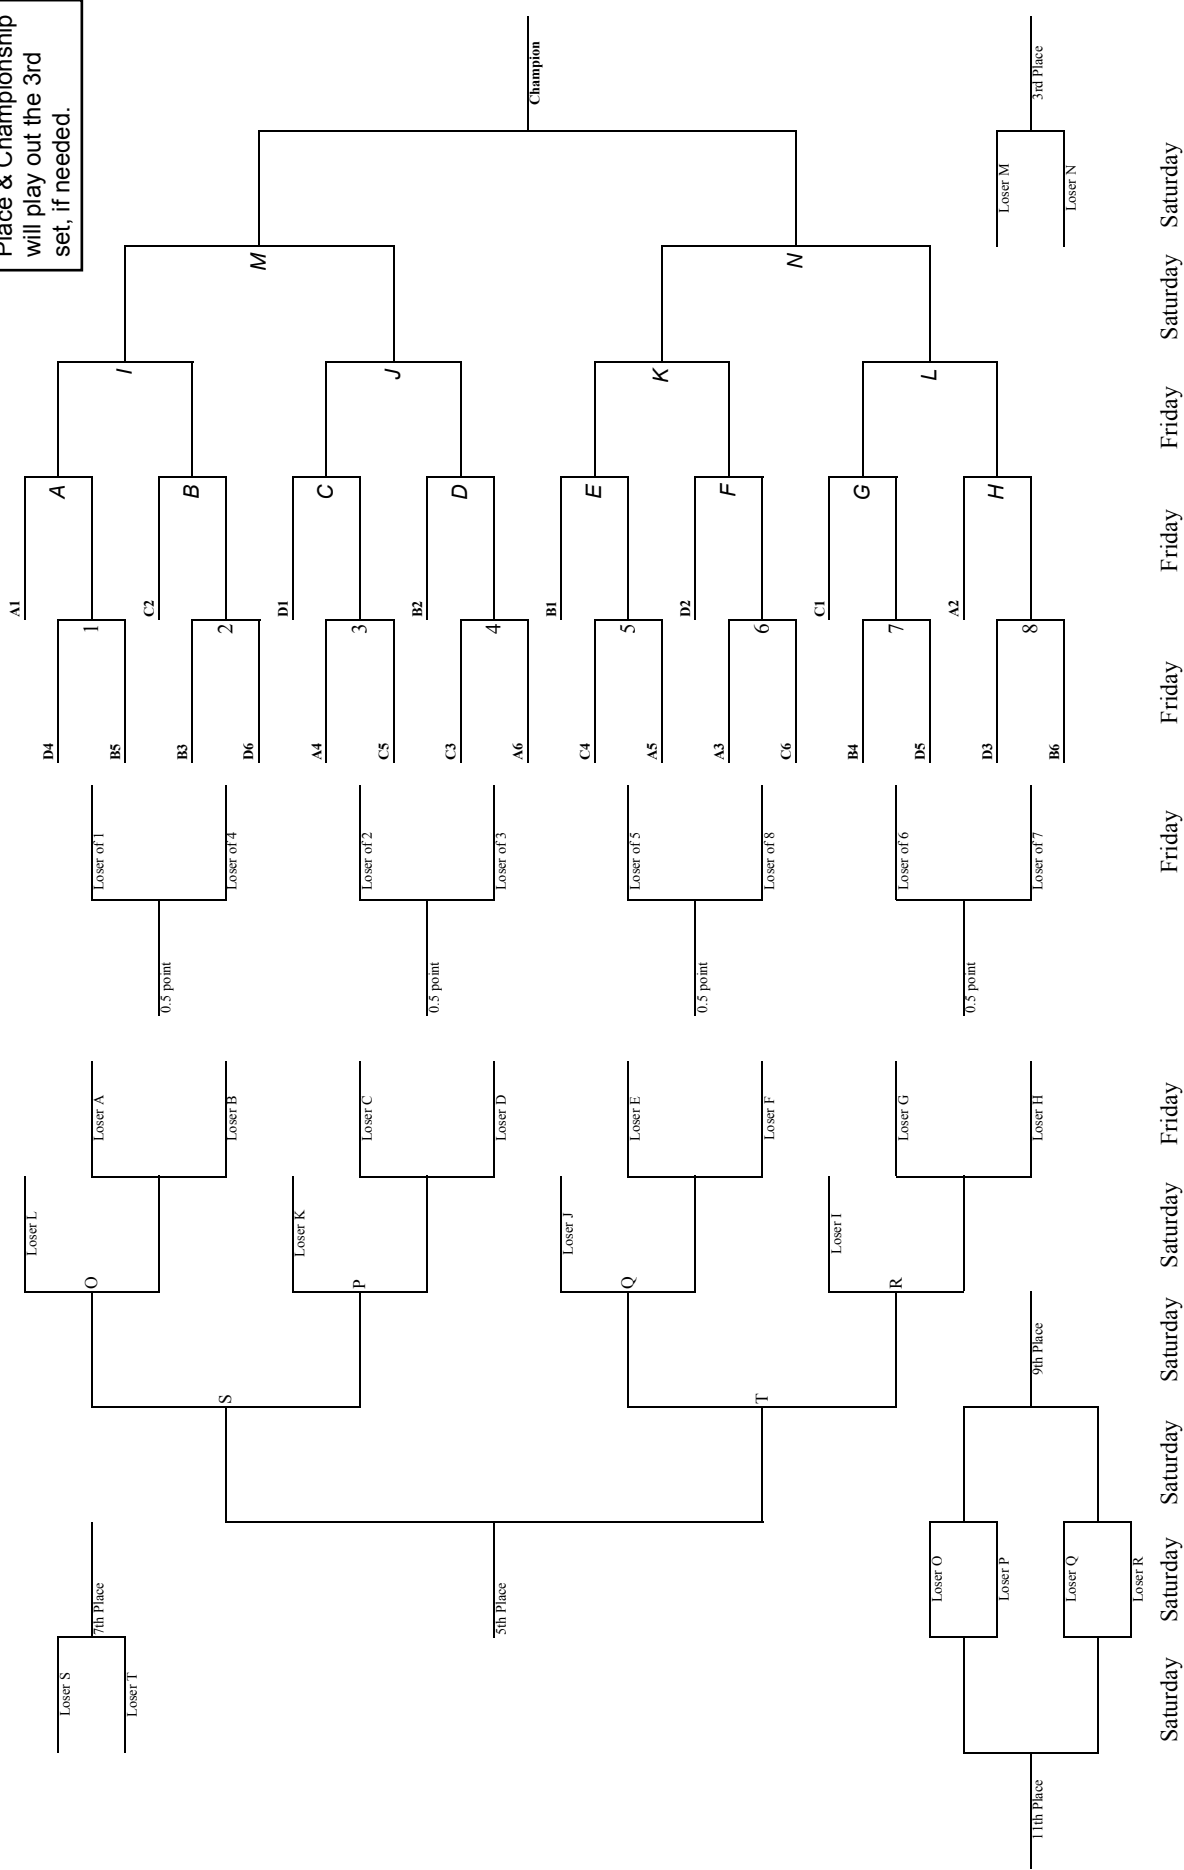 Place & Championship
will play out the 3rd
set, if needed.
7th Place
Loser S
Loser T
5th Place
11th Place
Loser O
Loser P
Loser Q
Loser R
9th Place
S
T
O
P
Q
R
Loser L
Loser K
Loser J
Loser I
Loser A
Loser B
Loser C
Loser D
Loser E
Loser F
Loser G
Loser H
0.5 point
0.5 point
0.5 point
0.5 point
Loser of 1
Loser of 4
Loser of 2
Loser of 3
Loser of 5
Loser of 8
Loser of 6
Loser of 7
D4
B5
B3
D6
A4
C5
C3
A6
C4
A5
A3
C6
B4
D5
D3
B6
1
2
3
4
5
6
7
8
A1
C2
D1
B2
B1
D2
C1
A2
A
B
C
D
E
F
G
H
I
J
K
L
M
N
Champion
Loser M
Loser N
3rd Place
Saturday
Saturday
Saturday
Saturday
Saturday
Friday
Friday
Friday
Friday
Friday
Saturday
Saturday